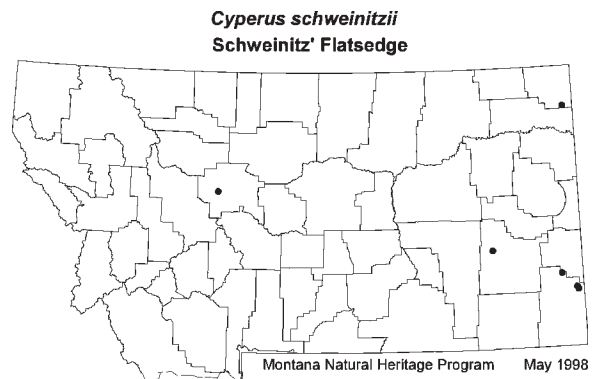 Cyperus schweinitzii
Schweinitz' Flatsedge
Montana Natural Heritage Program May 1998